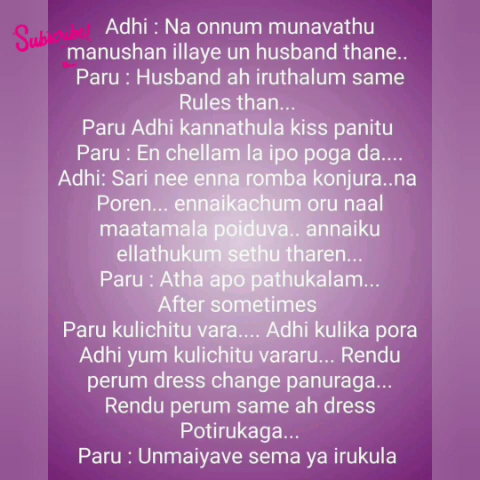 Subscribe!
Adhi : Na onnum munavathu
manushan illaye un husband thane..
Paru : Husband ah iruthalum same
Rules than...
Paru Adhi kannathula kiss panitu
Paru : En chellam la ipo poga da....
Adhi: Sari nee enna romba konjura..na
Poren... ennaikachum oru naal
maatamala poiduva.. annaiku
ellathukum sethu tharen...
Paru : Atha apo pathukalam...
After sometimes
Paru kulichitu vara.... Adhi kulika pora
Adhi yum kulichitu vararu... Rendu
perum dress change panuraga...
Rendu perum same ah dress
Potirukaga...
Paru : Unmaiyave sema ya irukula